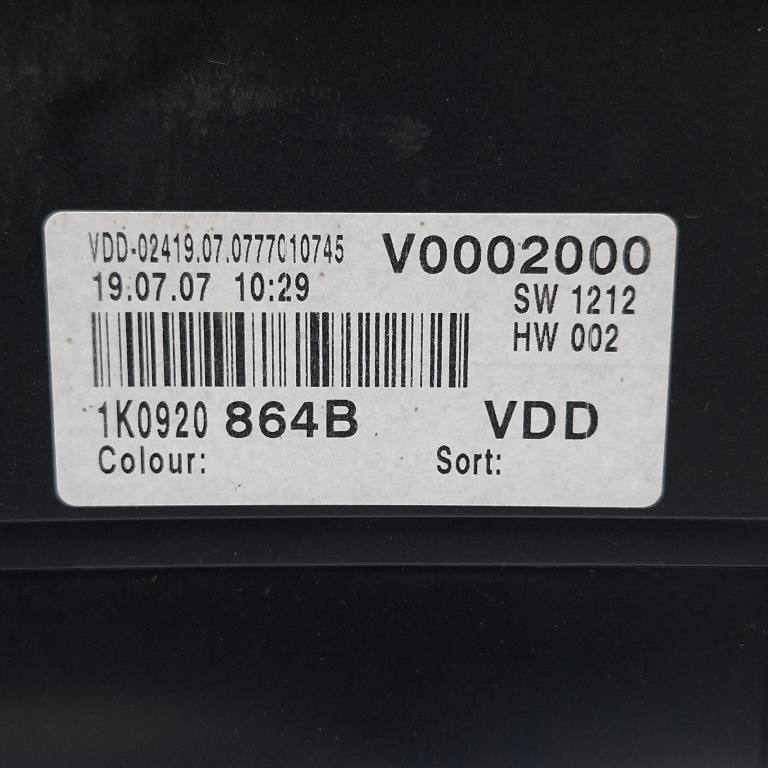 VDD-02419.07.0777010745 V0002000
19.07.07 10:29 SW 1212
HW 002
1K0920 864B VDD
Colour: Sort: